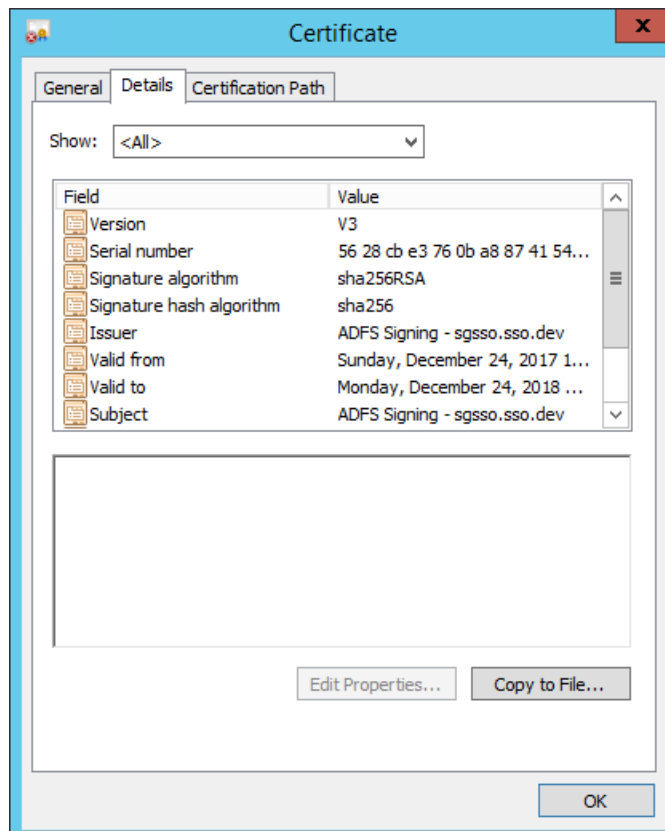 Certificate
X
General Details Certification Path
Show: <All>
Field Value
Version V3
Serial number 56 28 cb e3 76 0b a8 87 41 54...
Signature algorithm sha256RSA
Signature hash algorithm sha256
Issuer ADFS Signing - sgsso.sso.dev
Valid from Sunday, December 24, 2017 1...
Valid to Monday, December 24, 2018 ...
Subject ADFS Signing - sgsso.sso.dev
Edit Properties... Copy to File...
OK